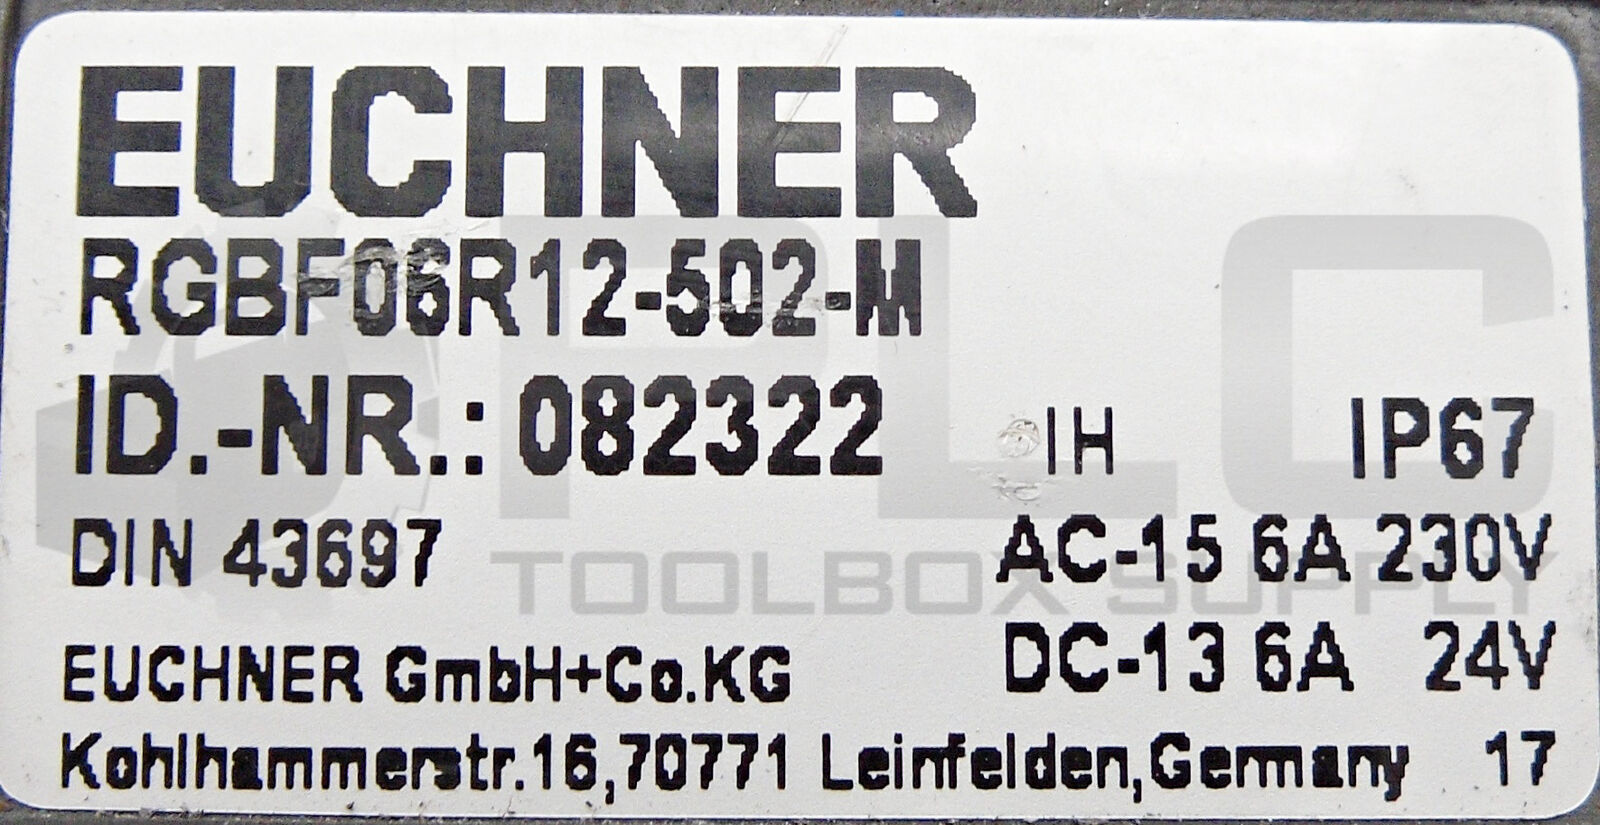 EUCHNER
RGBF06R12-502-M
ID.-NR.: 082322
IH IP67
DIN 43697
AC-15 6A 230V
DC-13 6A 24V
EUCHNER GmbH+Co.KG
Kohlhammerstr.16,70771 Leinfelden,Germany 17
PLC
TOOLBOX SUPPLY